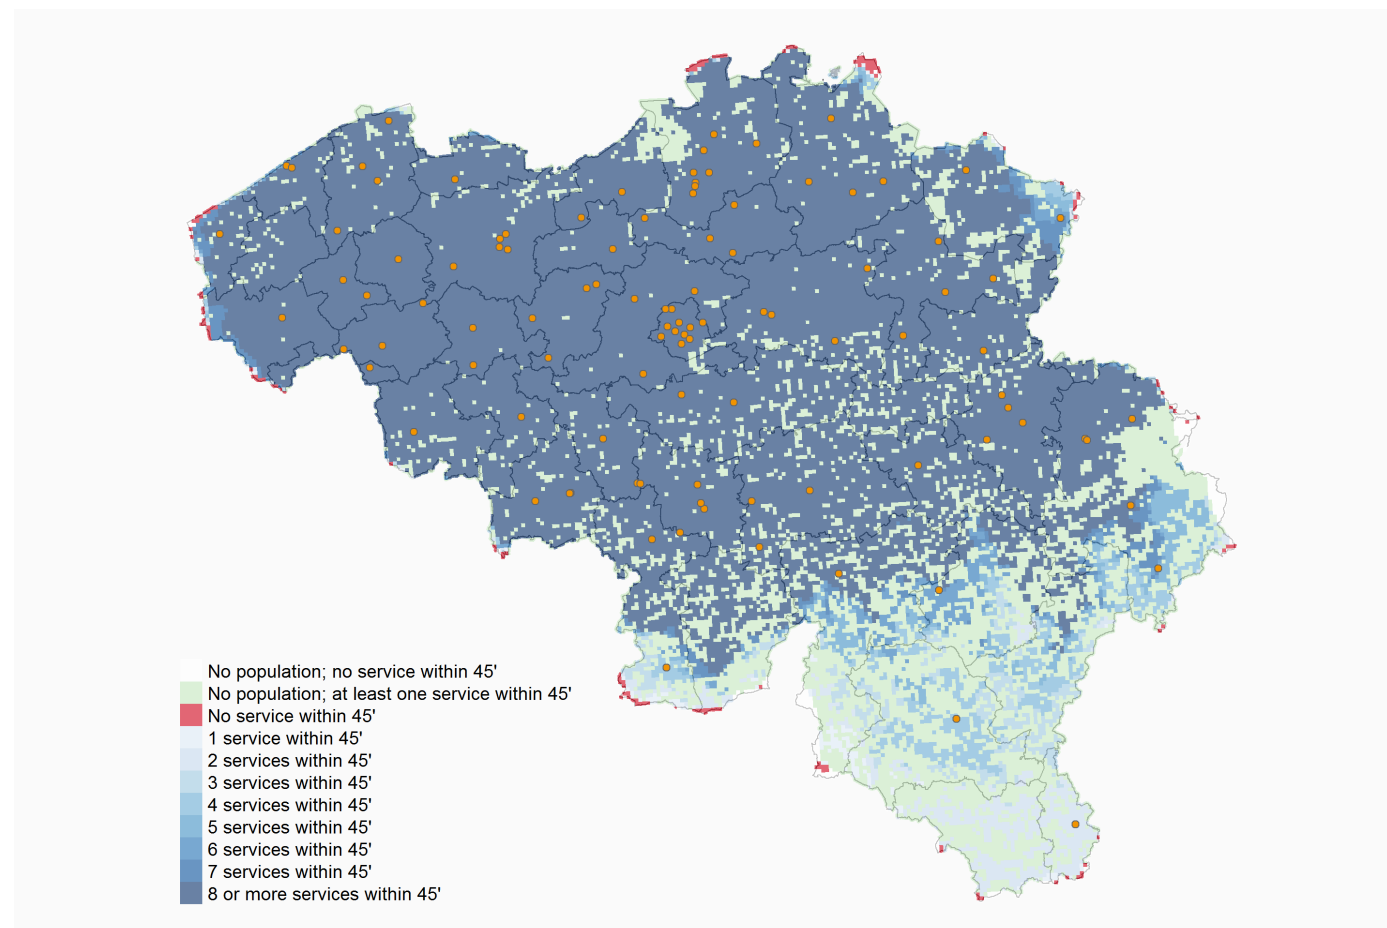 No population; no service within 45'
No population; at least one service within 45'
No service within 45'
1 service within 45'
2 services within 45'
3 services within 45'
4 services within 45'
5 services within 45'
6 services within 45'
7 services within 45'
8 or more services within 45'